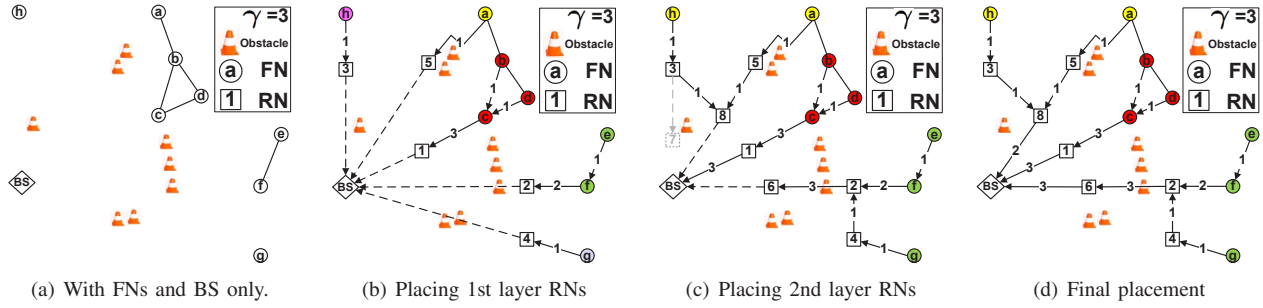 h
a
b
d
c
e
f
g
BS
γ=3
Obstacle
a FN
1 RN
(a) With FNs and BS only.
h
a
1
1
3
5
b
1
d
1
c
3
1
e
1
BS
2
2
f
4
1
g
γ=3
Obstacle
a FN
1 RN
(b) Placing 1st layer RNs
h
a
1
1
3
5
b
1
1
1
d
1
8
c
7
3
1
3
e
1
BS
6
3
2
2
f
1
4
1
g
γ=3
Obstacle
a FN
1 RN
(c) Placing 2nd layer RNs
h
a
1
1
3
5
b
1
1
1
d
1
8
c
2
3
1
3
e
1
BS
3
6
3
2
2
f
1
4
1
g
γ=3
Obstacle
a FN
1 RN
(d) Final placement